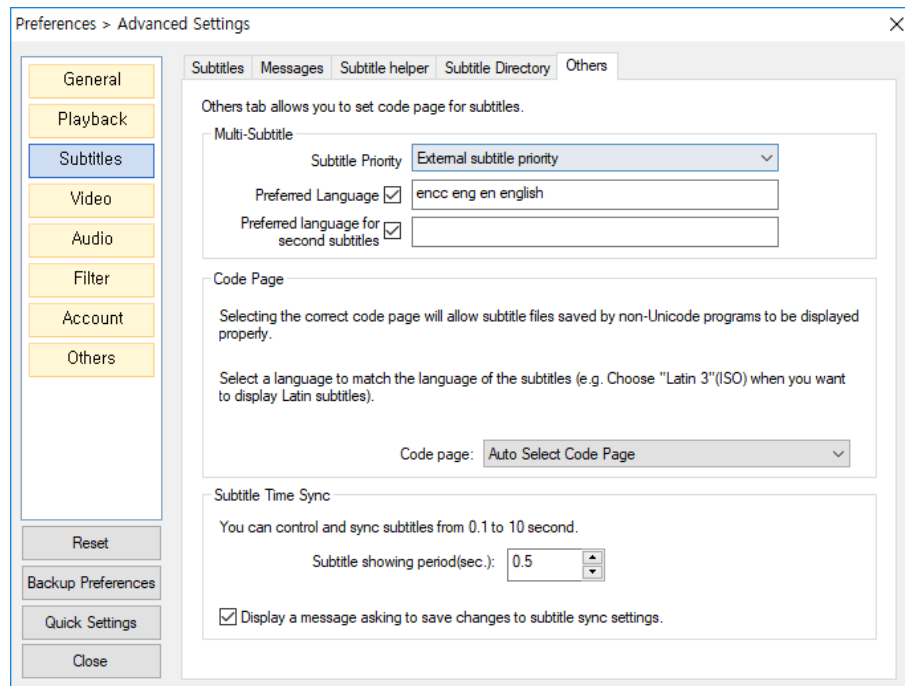 Preferences > Advanced Settings
General
Playback
Subtitles
Video
Audio
Filter
Account
Others
Reset
Backup Preferences
Quick Settings
Close
Subtitles Messages Subtitle helper Subtitle Directory Others
Others tab allows you to set code page for subtitles.
Multi-Subtitle
Subtitle Priority External subtitle priority
Preferred Language encc eng en english
Preferred language for
second subtitles
Code Page
Selecting the correct code page will allow subtitle files saved by non-Unicode programs to be displayed
properly.
Select a language to match the language of the subtitles (e.g. Choose "Latin 3"(ISO) when you want
to display Latin subtitles).
Code page: Auto Select Code Page
Subtitle Time Sync
You can control and sync subtitles from 0.1 to 10 second.
Subtitle showing period(sec.): 0.5
Display a message asking to save changes to subtitle sync settings.